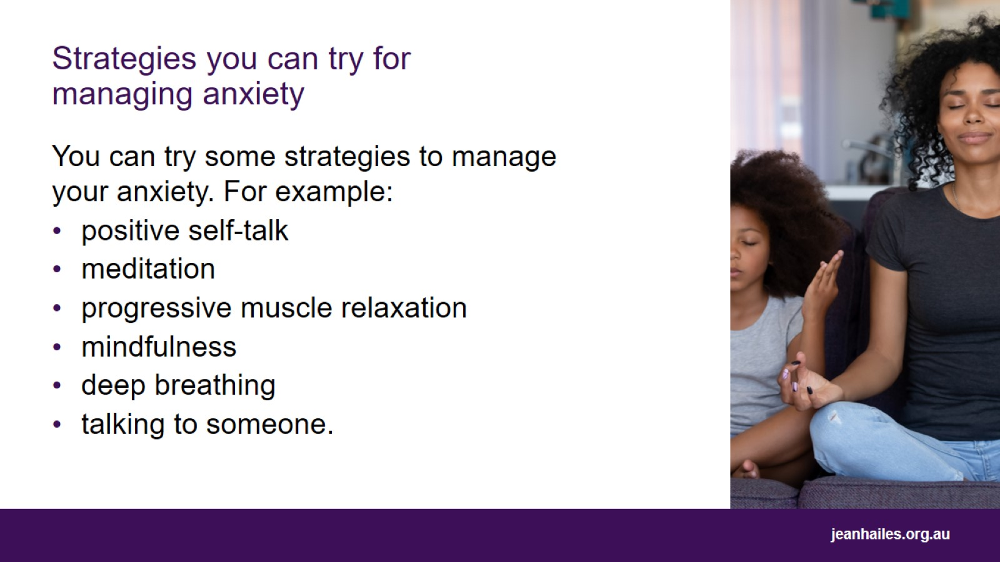 Strategies you can try for
managing anxiety
You can try some strategies to manage
your anxiety. For example:
• positive self-talk
• meditation
• progressive muscle relaxation
• mindfulness
• deep breathing
• talking to someone.
jeanhailes.org.au